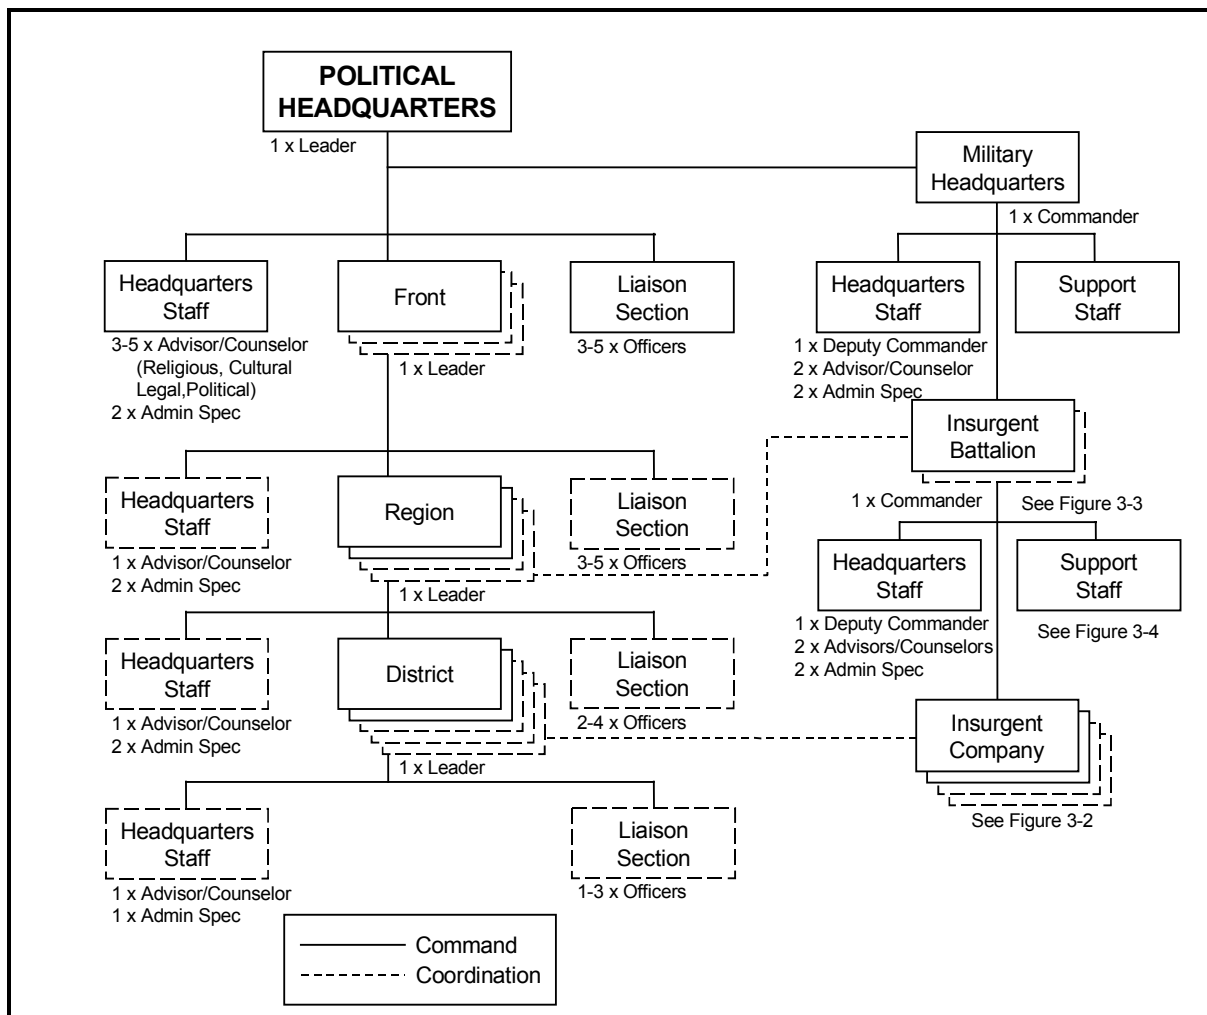 POLITICAL
HEADQUARTERS
1 x Leader
Military
Headquarters
1 x Commander
Headquarters
Staff
3-5 x Advisor/Counselor
(Religious, Cultural
Legal,Political)
2 x Admin Spec
Front
1 x Leader
Liaison
Section
3-5 x Officers
Headquarters
Staff
1 x Deputy Commander
2 x Advisor/Counselor
2 x Admin Spec
Support
Staff
Insurgent
Battalion
1 x Commander
See Figure 3-3
Headquarters
Staff
1 x Advisor/Counselor
2 x Admin Spec
Region
1 x Leader
Liaison
Section
3-5 x Officers
Headquarters
Staff
1 x Deputy Commander
2 x Advisors/Counselors
2 x Admin Spec
Support
Staff
See Figure 3-4
Headquarters
Staff
1 x Advisor/Counselor
2 x Admin Spec
District
1 x Leader
Liaison
Section
2-4 x Officers
Insurgent
Company
See Figure 3-2
Headquarters
Staff
1 x Advisor/Counselor
1 x Admin Spec
Liaison
Section
1-3 x Officers
Command
Coordination